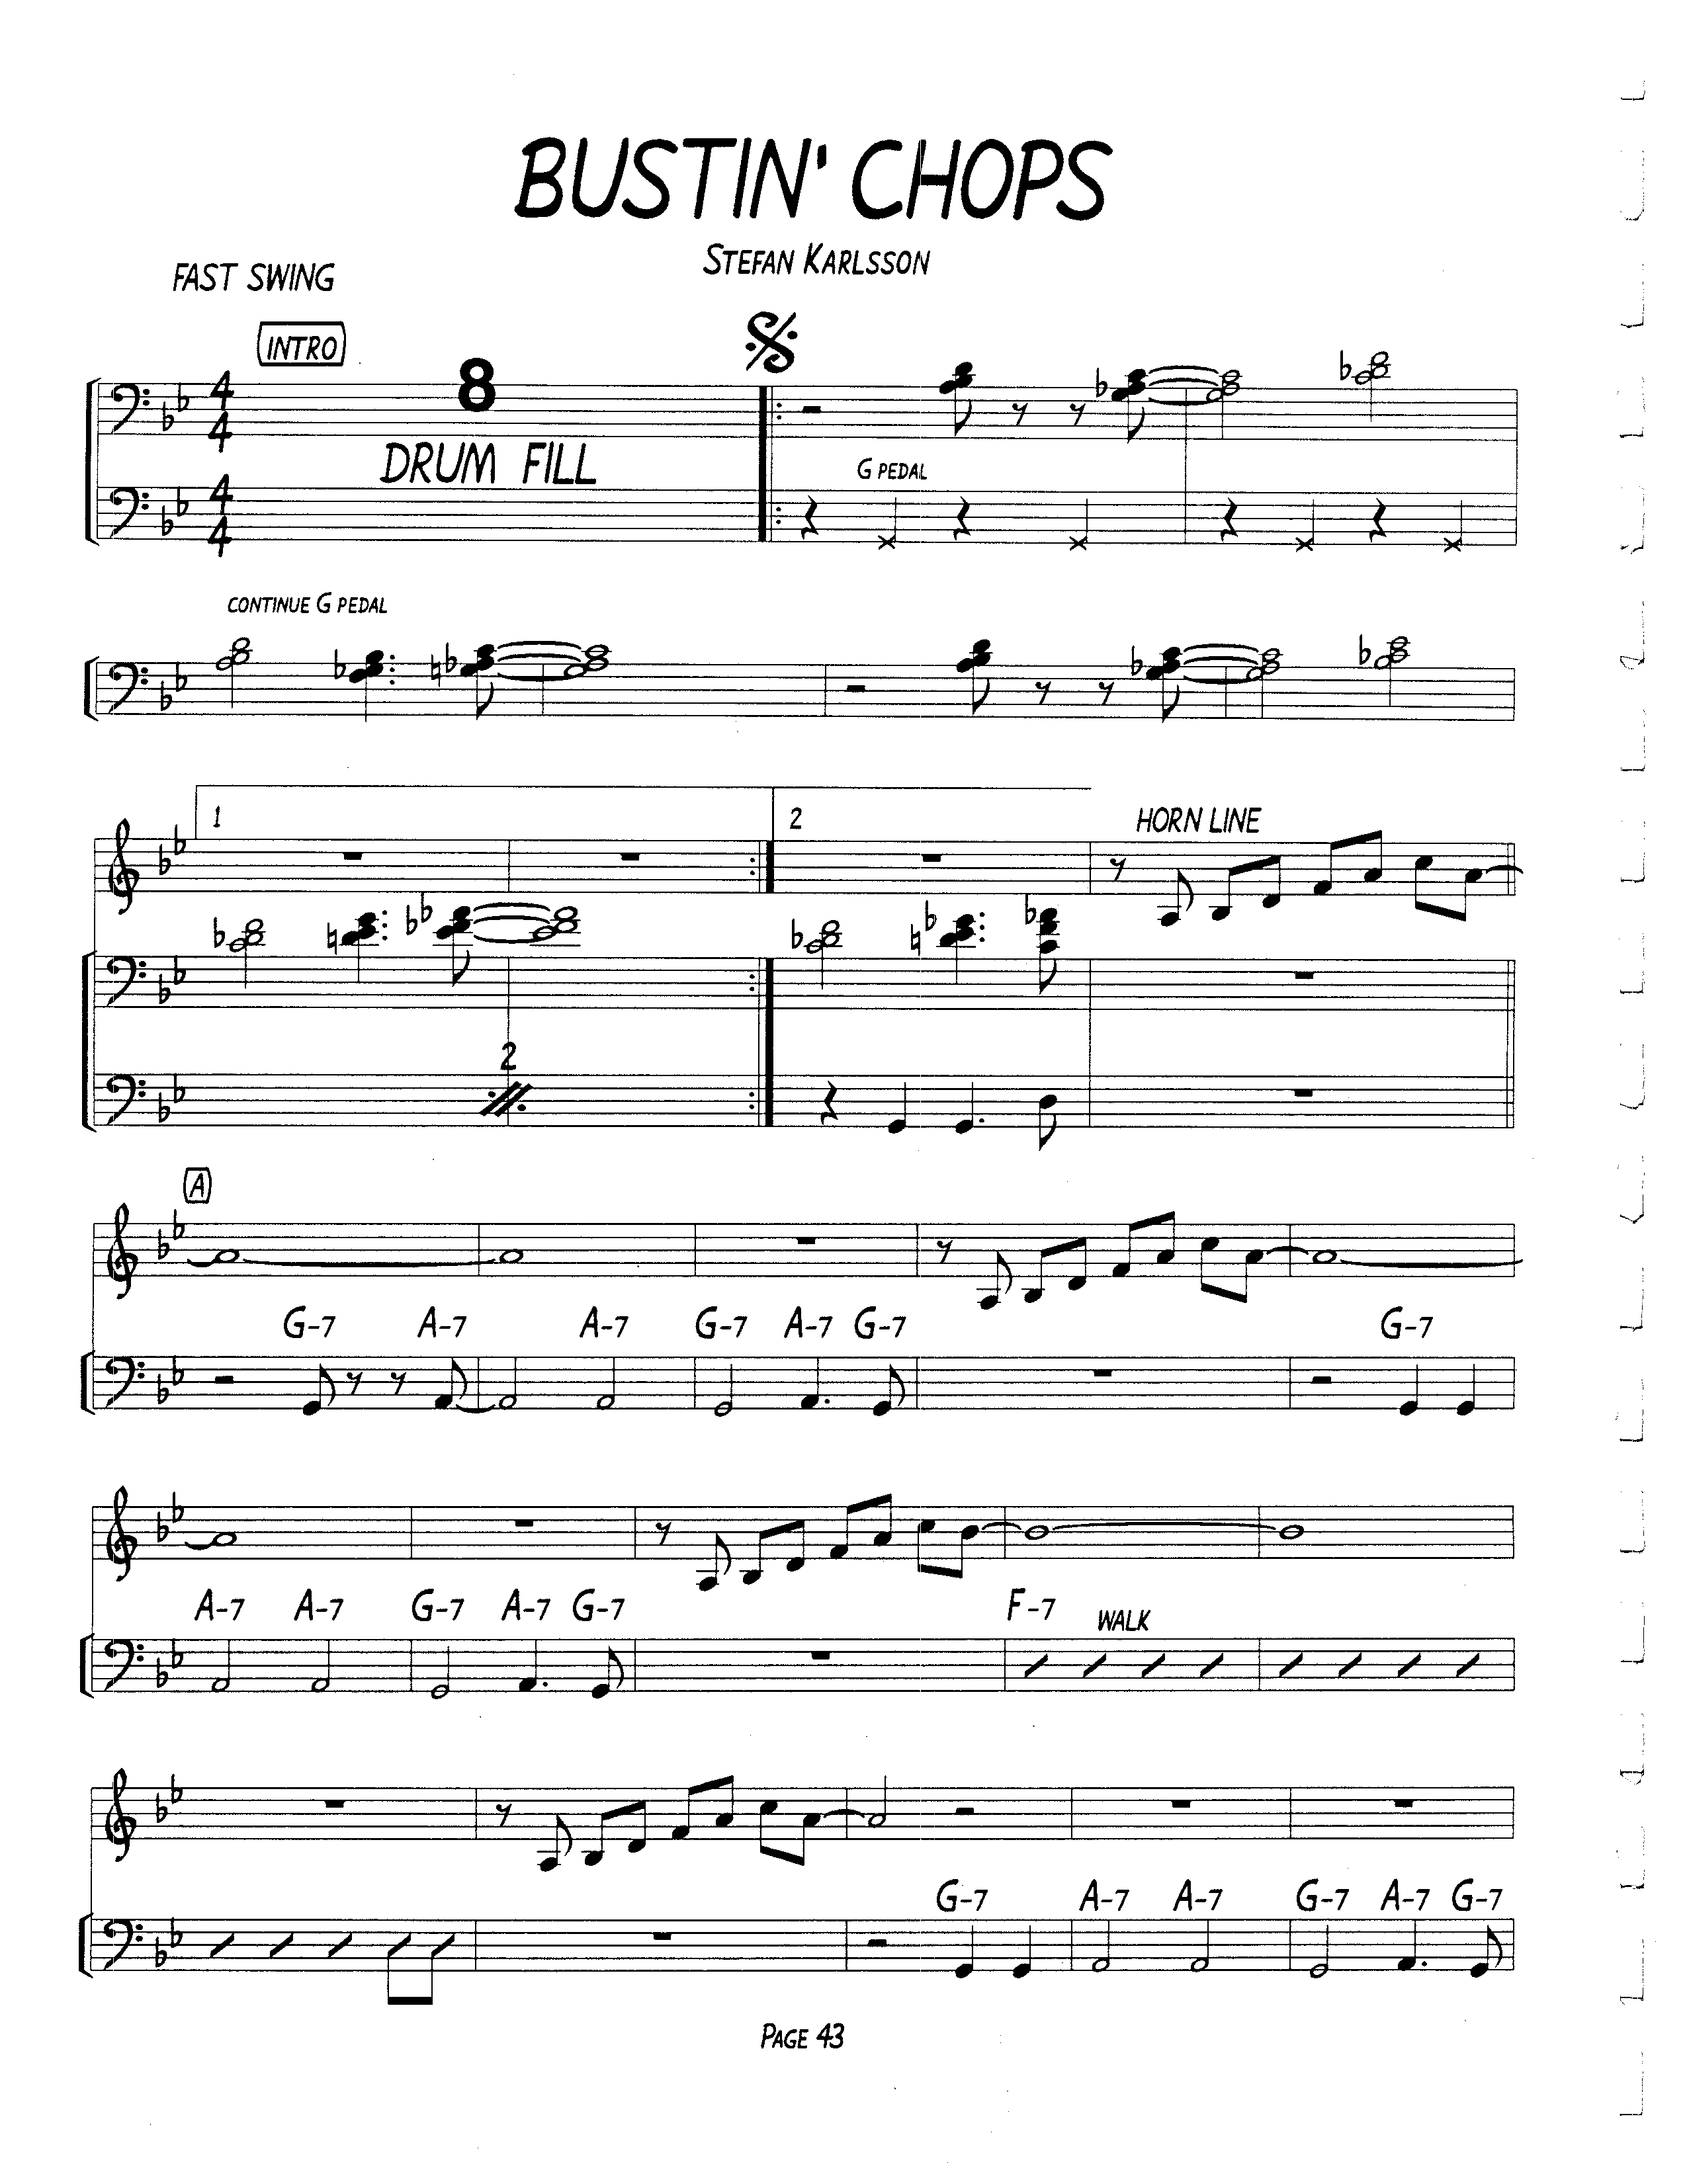 BUSTIN' CHOPS
STEFAN KARLSSON
FAST SWING
INTRO
8
DRUM FILL
G PEDAL
CONTINUE G PEDAL
1 2 HORN LINE
2
A
G-7 A-7 A-7 G-7 A-7 G-7 G-7
A-7 A-7 G-7 A-7 G-7 F-7 WALK
G-7 A-7 A-7 G-7 A-7 G-7
PAGE 43